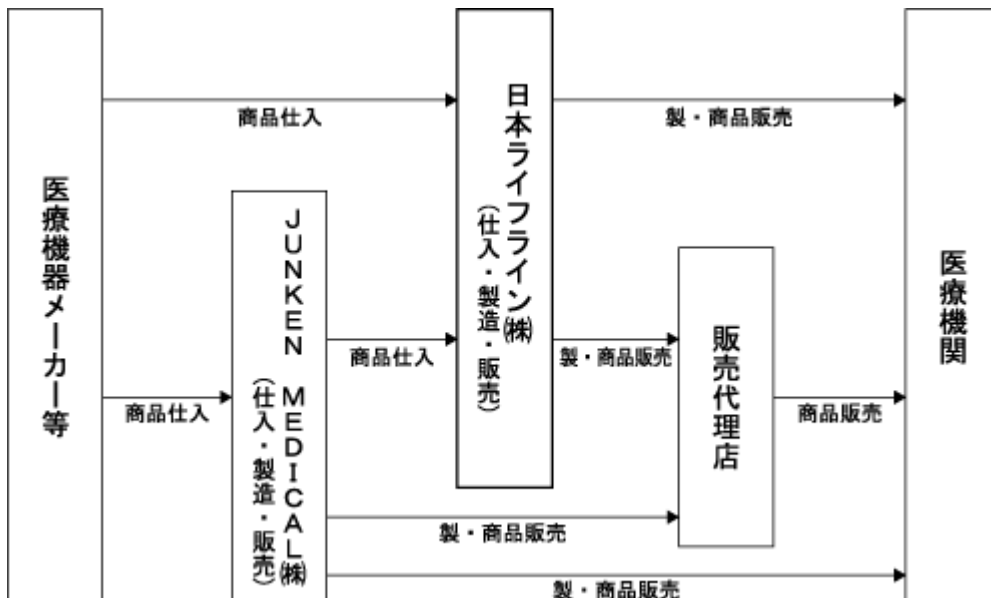 医療機器メーカー等
商品仕入
商品仕入
JUNKEN MEDICAL㈱
(仕入・製造・販売)
商品仕入
日本ライフライン㈱
(仕入・製造・販売)
製・商品販売
製・商品販売
製・商品販売
製・商品販売
販売代理店
商品販売
医療機関